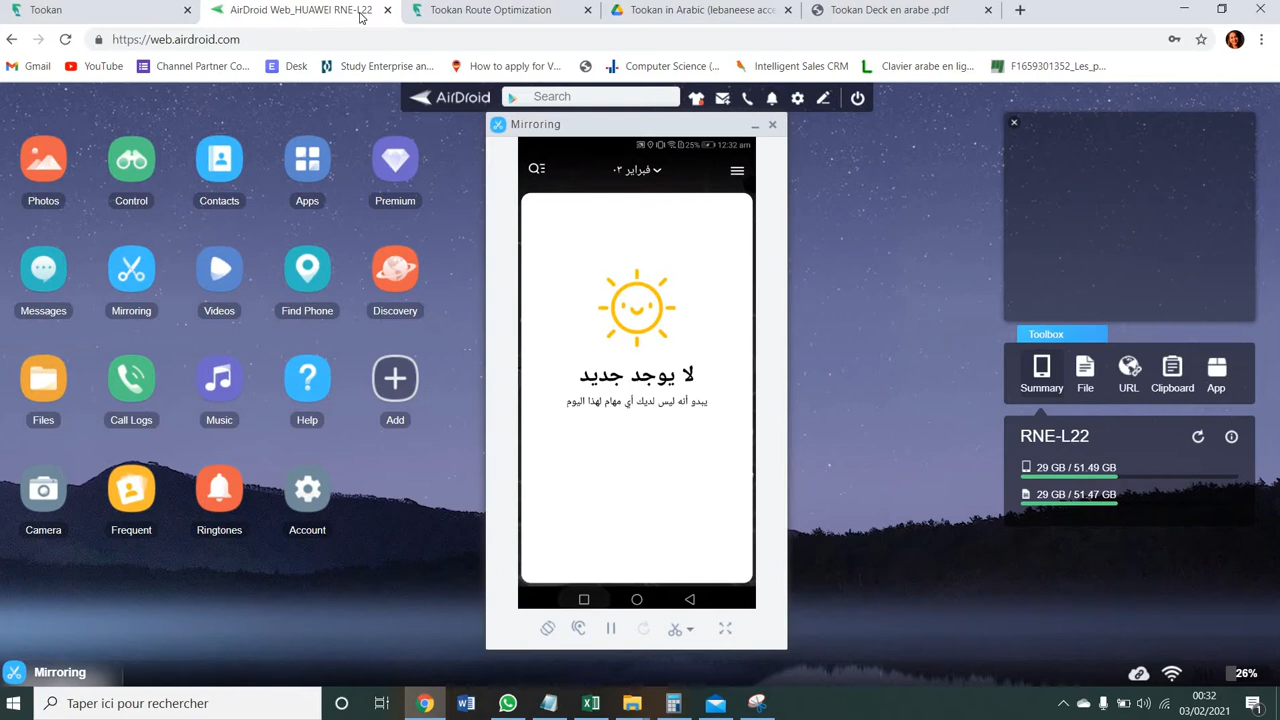 Tookan
AirDroid Web_HUAWEI RNE-L22
Tookan Route Optimization
Tookan in Arabic (lebaneese acce
Tookan Deck en arabe .pdf
https://web.airdroid.com
Gmail
YouTube
Channel Partner Co...
Desk
Study Enterprise an...
How to apply for V...
Computer Science (...
Intelligent Sales CRM
Clavier arabe en lig...
F1659301352_Les_p...
AirDroid
Search
Mirroring
25%
12:32 am
فبراير ٠٣
لا يوجد جديد
يبدو أنه ليس لديك أي مهام لهذا اليوم
Photos
Control
Contacts
Apps
Premium
Messages
Mirroring
Videos
Find Phone
Discovery
Files
Call Logs
Music
Help
Add
Camera
Frequent
Ringtones
Account
Toolbox
Summary
File
URL
Clipboard
App
RNE-L22
29 GB / 51.49 GB
29 GB / 51.47 GB
Mirroring
26%
Taper ici pour rechercher
00:32
03/02/2021
1